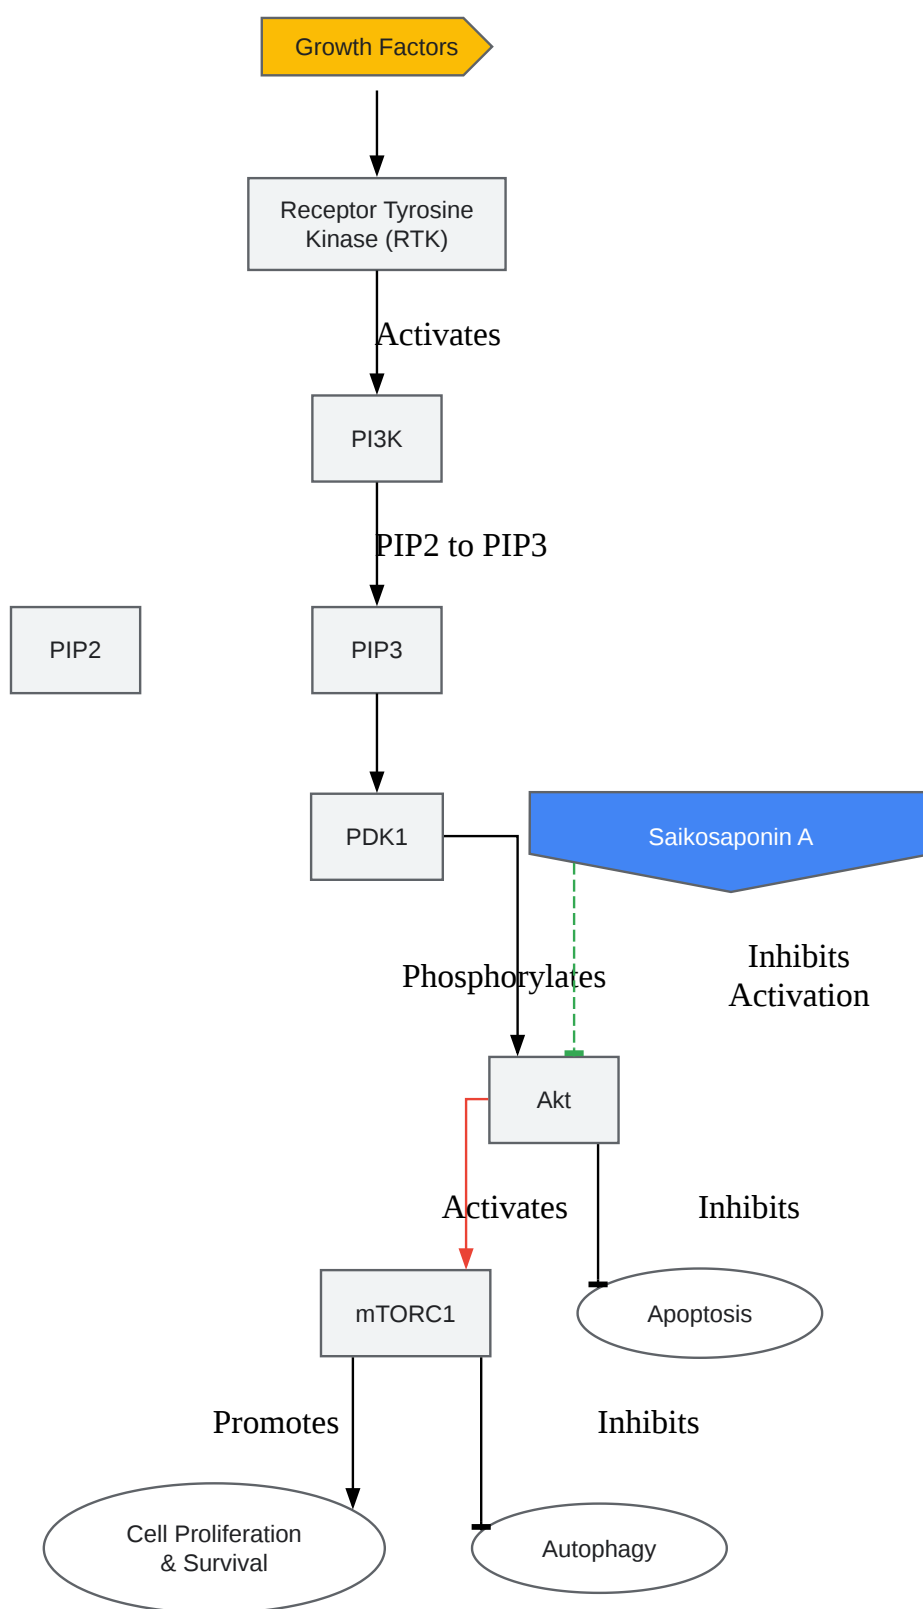 Growth Factors
Receptor Tyrosine
Kinase (RTK)
Activates
PI3K
PIP2 to PIP3
PIP2
PIP3
PDK1
Saikosaponin A
Phosphorylates
Inhibits
Activation
Akt
Activates
Inhibits
mTORC1
Apoptosis
Promotes
Inhibits
Cell Proliferation
& Survival
Autophagy